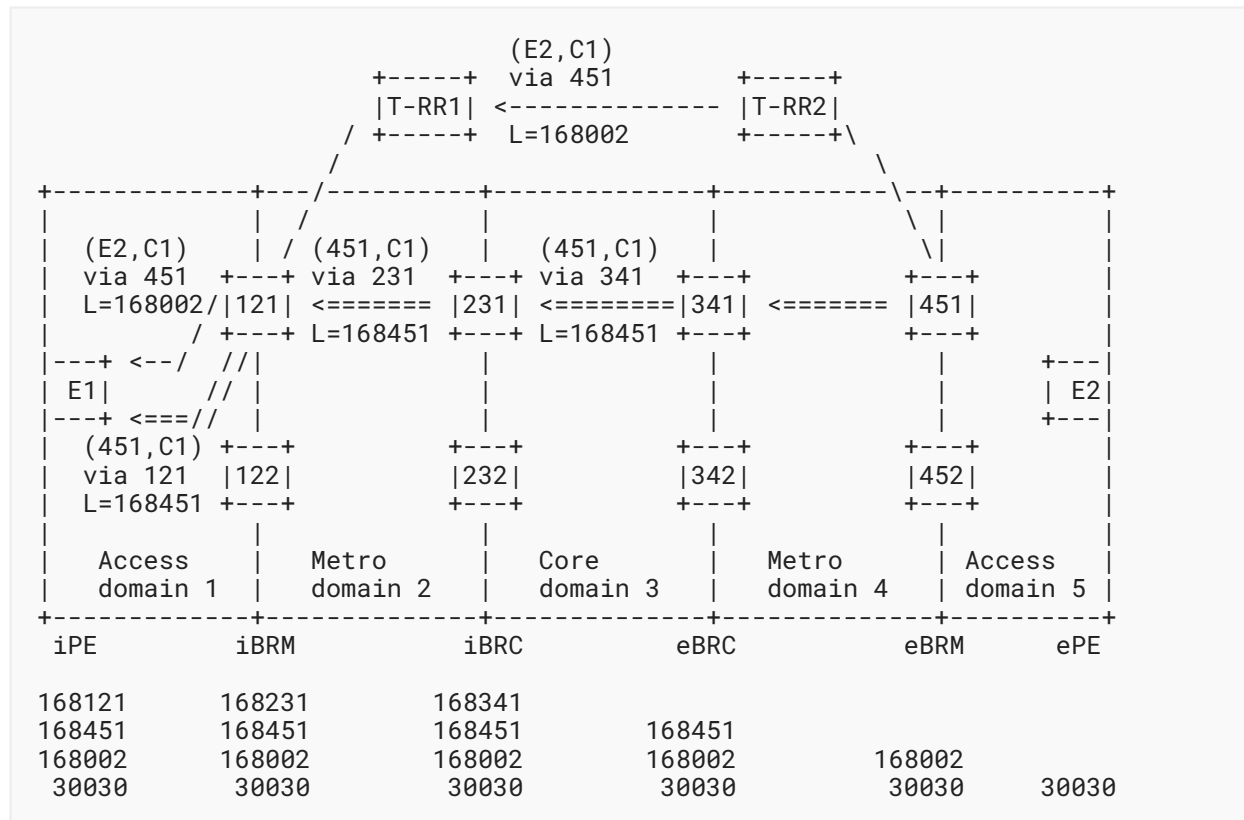 (E2,C1)
+-----+ via 451 +-----+
|T-RR1| <-------------- |T-RR2|
/ +-----+ L=168002 +-----+\
/ \
+-------------+---/----------+--------------+-----------\--+----------+
| | / | | \ | |
| (E2,C1) | / (451,C1) | (451,C1) | \| |
| via 451 +---+ via 231 +---+ via 341 +---+ +---+ |
| L=168002/|121| <======= |231| <========|341| <======= |451| |
| / +---+ L=168451 +---+ L=168451 +---+ +---+ |
|---+ <--/ //| | | | +---|
| E1| // | | | | | E2|
|---+ <===// | | | | +---|
| (451,C1) +---+ +---+ +---+ +---+ |
| via 121 |122| |232| |342| |452| |
| L=168451 +---+ +---+ +---+ +---+ |
| | | | | |
| Access | Metro | Core | Metro | Access |
| domain 1 | domain 2 | domain 3 | domain 4 | domain 5 |
+-------------+--------------+--------------+--------------+----------+
iPE iBRM iBRC eBRC eBRM ePE
168121 168231 168341
168451 168451 168451 168451
168002 168002 168002 168002 168002
30030 30030 30030 30030 30030 30030